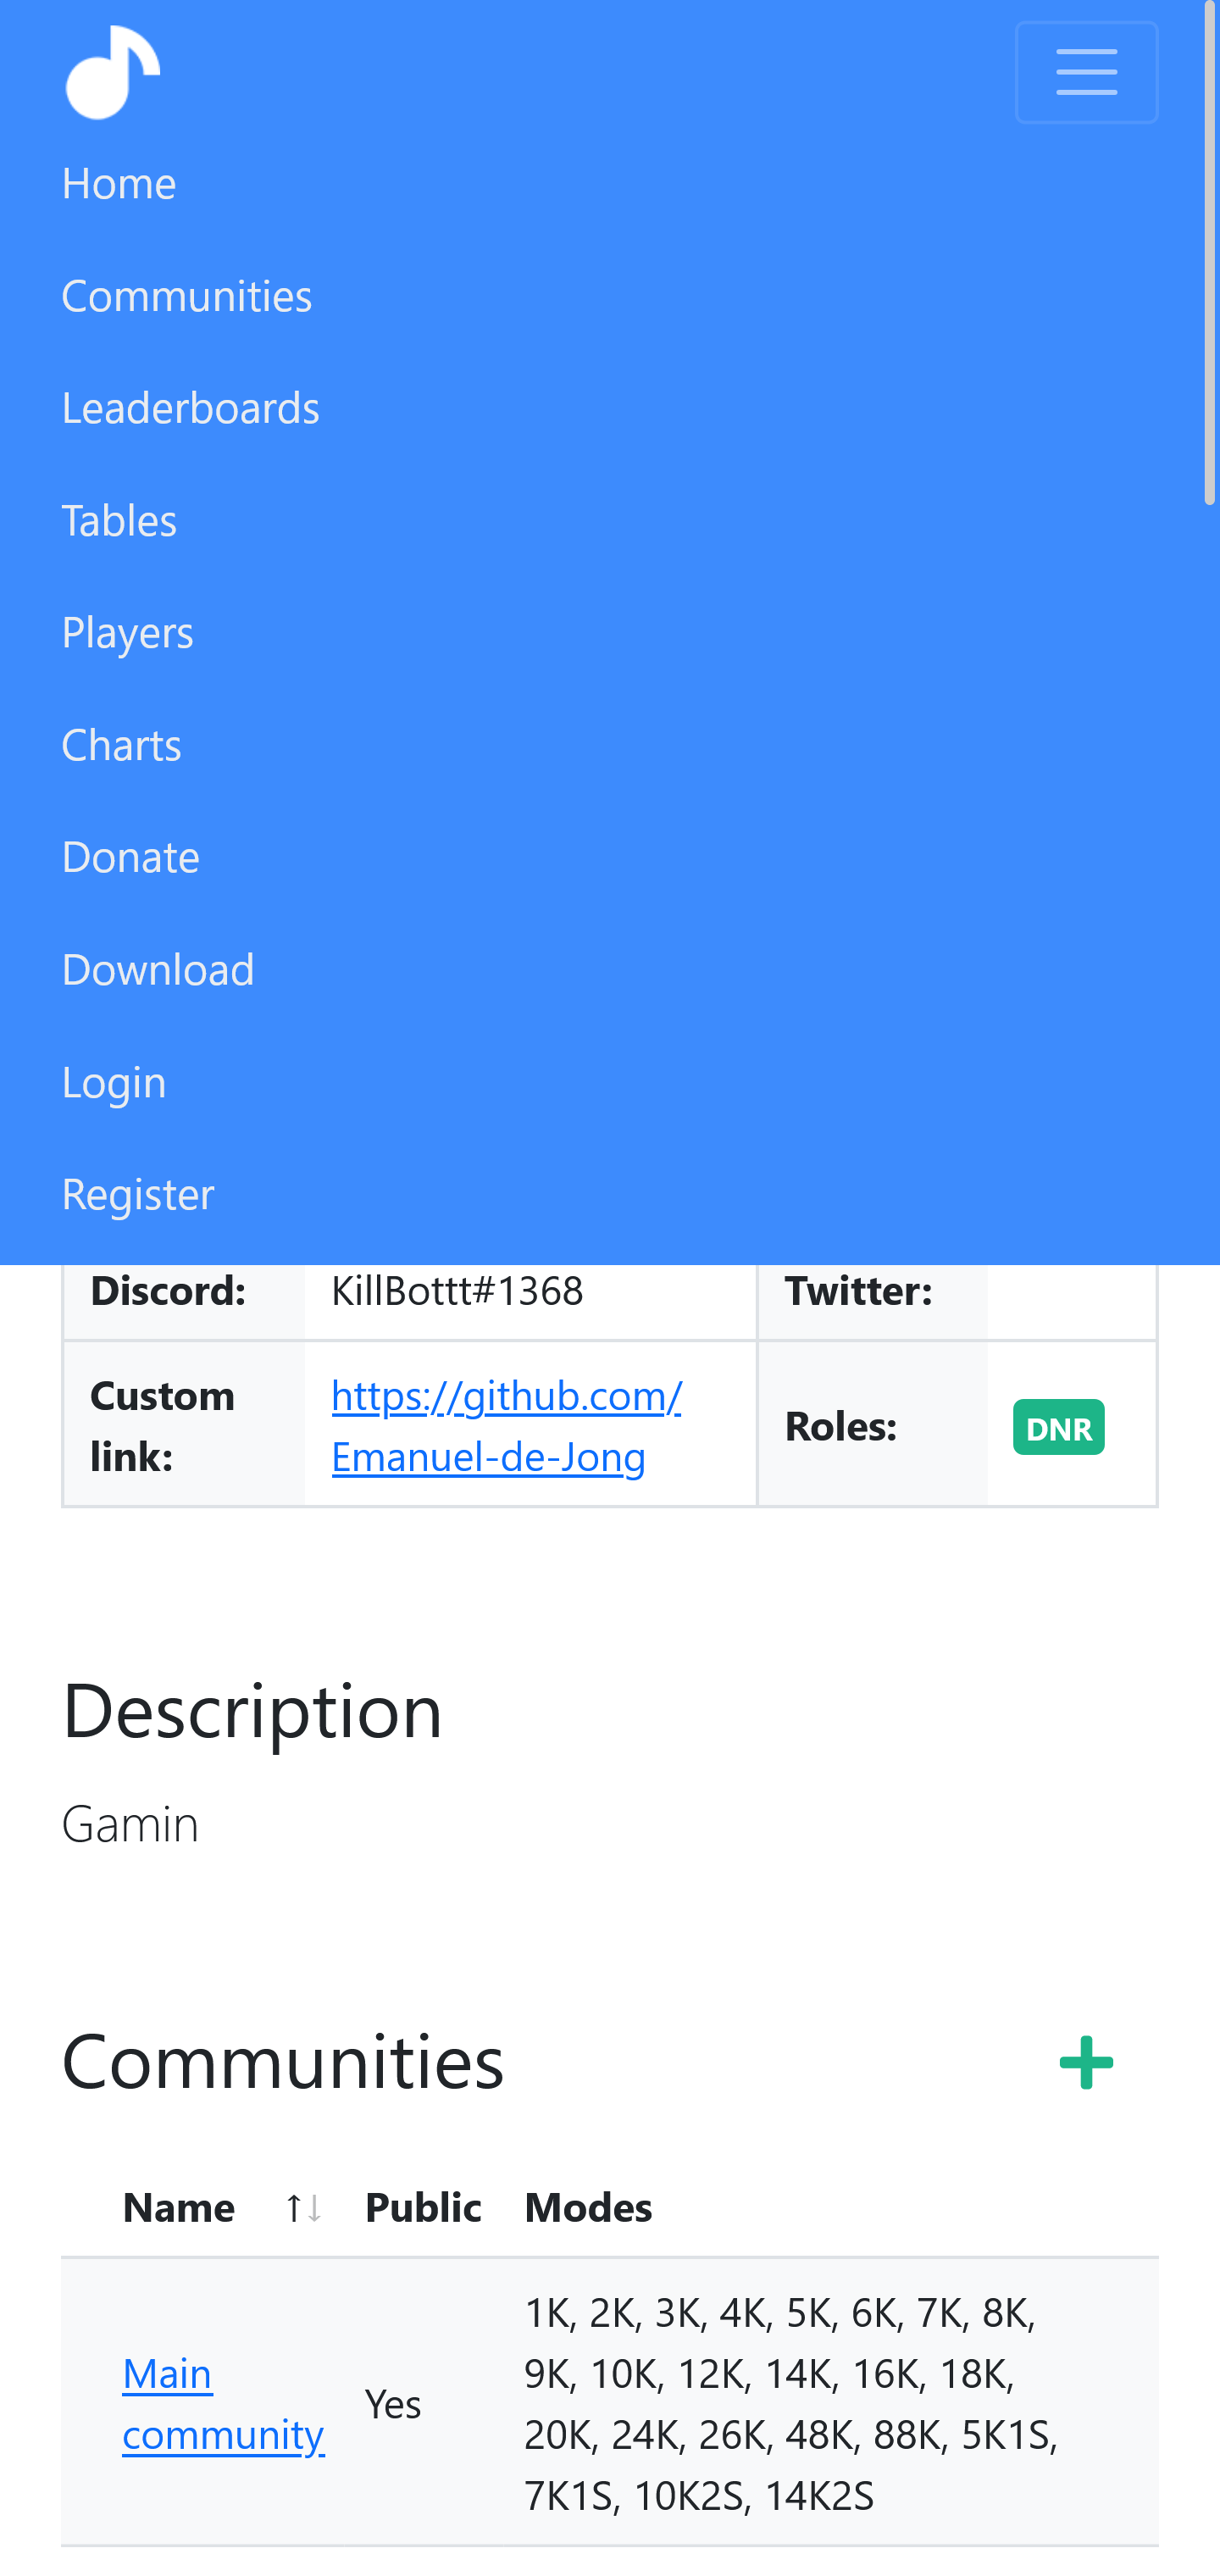 Home
Communities
Leaderboards
Tables
Players
Charts
Donate
Download
Login
Register
Discord: KillBottt#1368 Twitter:
Custom link: https://github.com/
Emanuel-de-Jong Roles: DNR
Description
Gamin
Communities
Name ↑↓ Public Modes
Main community Yes 1K, 2K, 3K, 4K, 5K, 6K, 7K, 8K,
9K, 10K, 12K, 14K, 16K, 18K,
20K, 24K, 26K, 48K, 88K, 5K1S,
7K1S, 10K2S, 14K2S